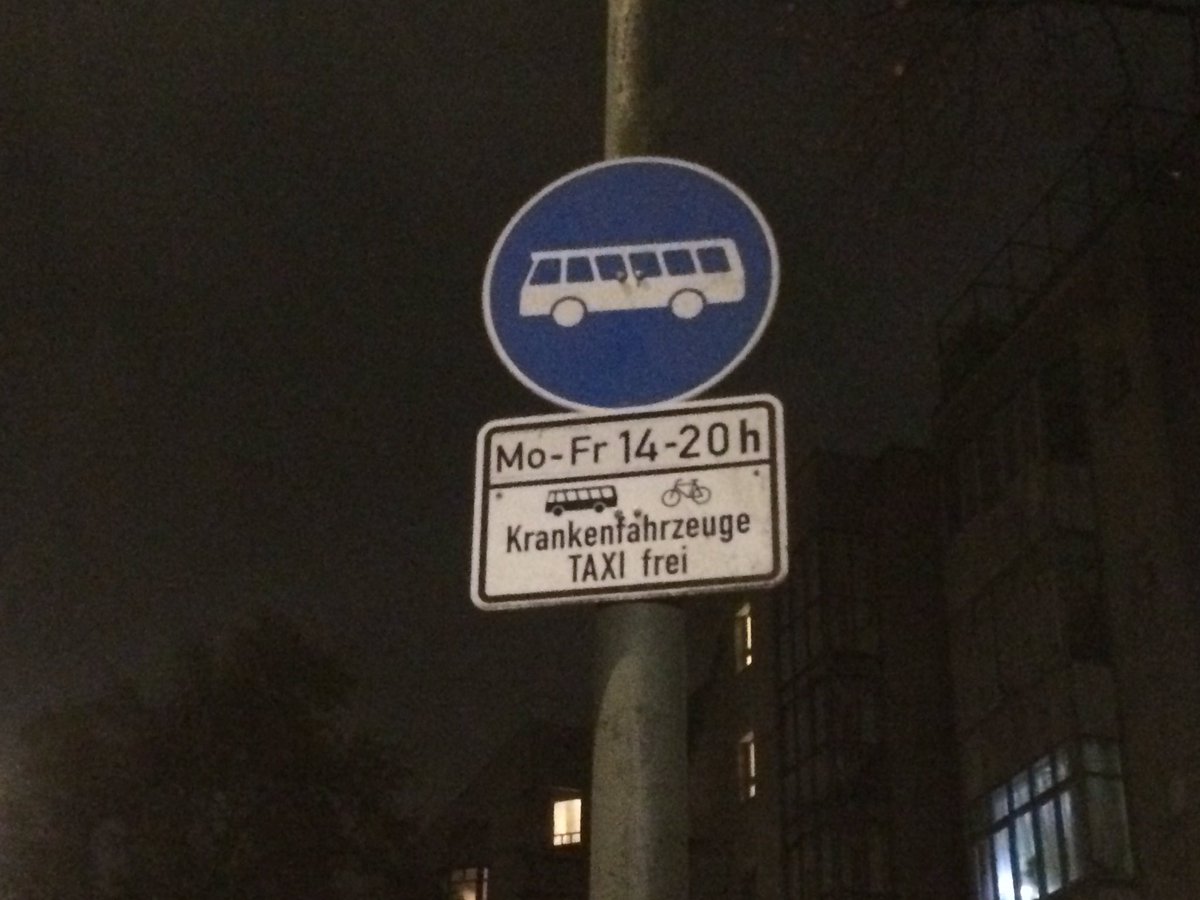 Mo-Fr 14-20 h
Krankenfahrzeuge
TAXI frei